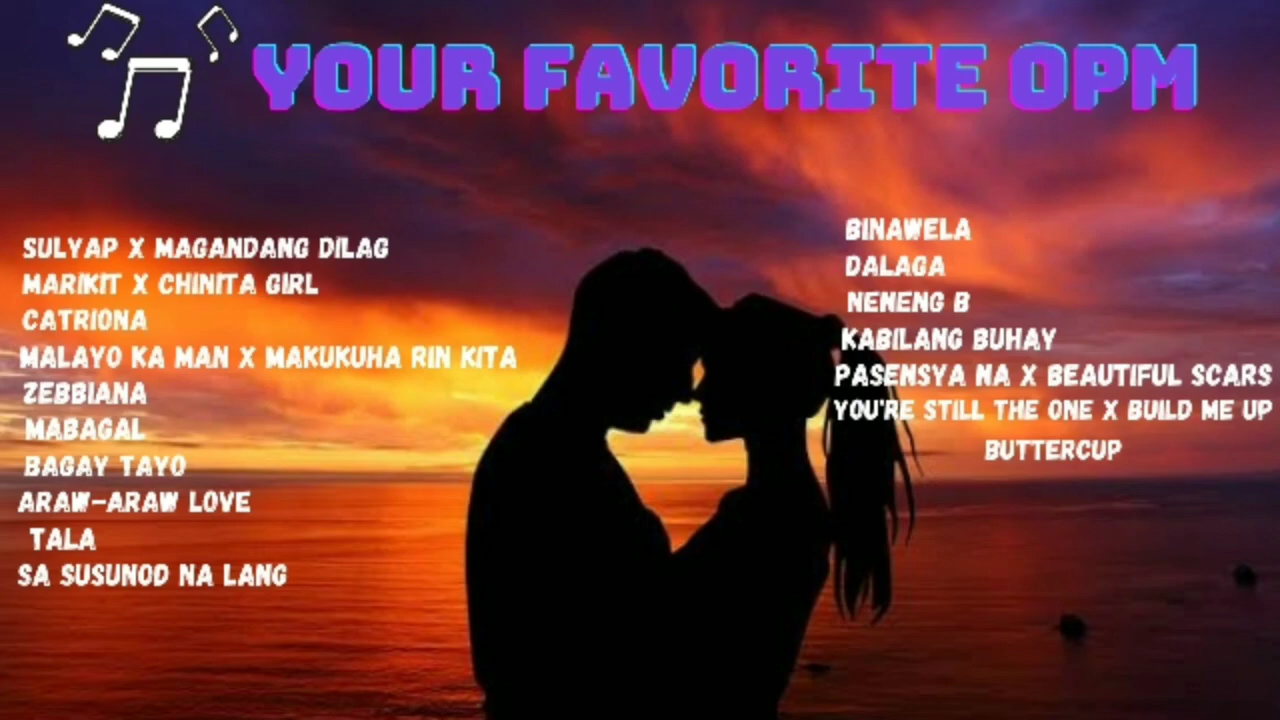 YOUR FAVORITE OPM
SULYAP X MAGANDANG DILAG
MARIKIT X CHINITA GIRL
CATRIONA
MALAYO KA MAN X MAKUKUHA RIN KITA
ZEBBIANA
MABAGAL
BAGAY TAYO
ARAW-ARAW LOVE
TALA
SA SUSUNOD NA LANG
BINAWELA
DALAGA
NENENG B
KABILANG BUHAY
PASENSYA NA X BEAUTIFUL SCARS
YOU'RE STILL THE ONE X BUILD ME UP
BUTTERCUP